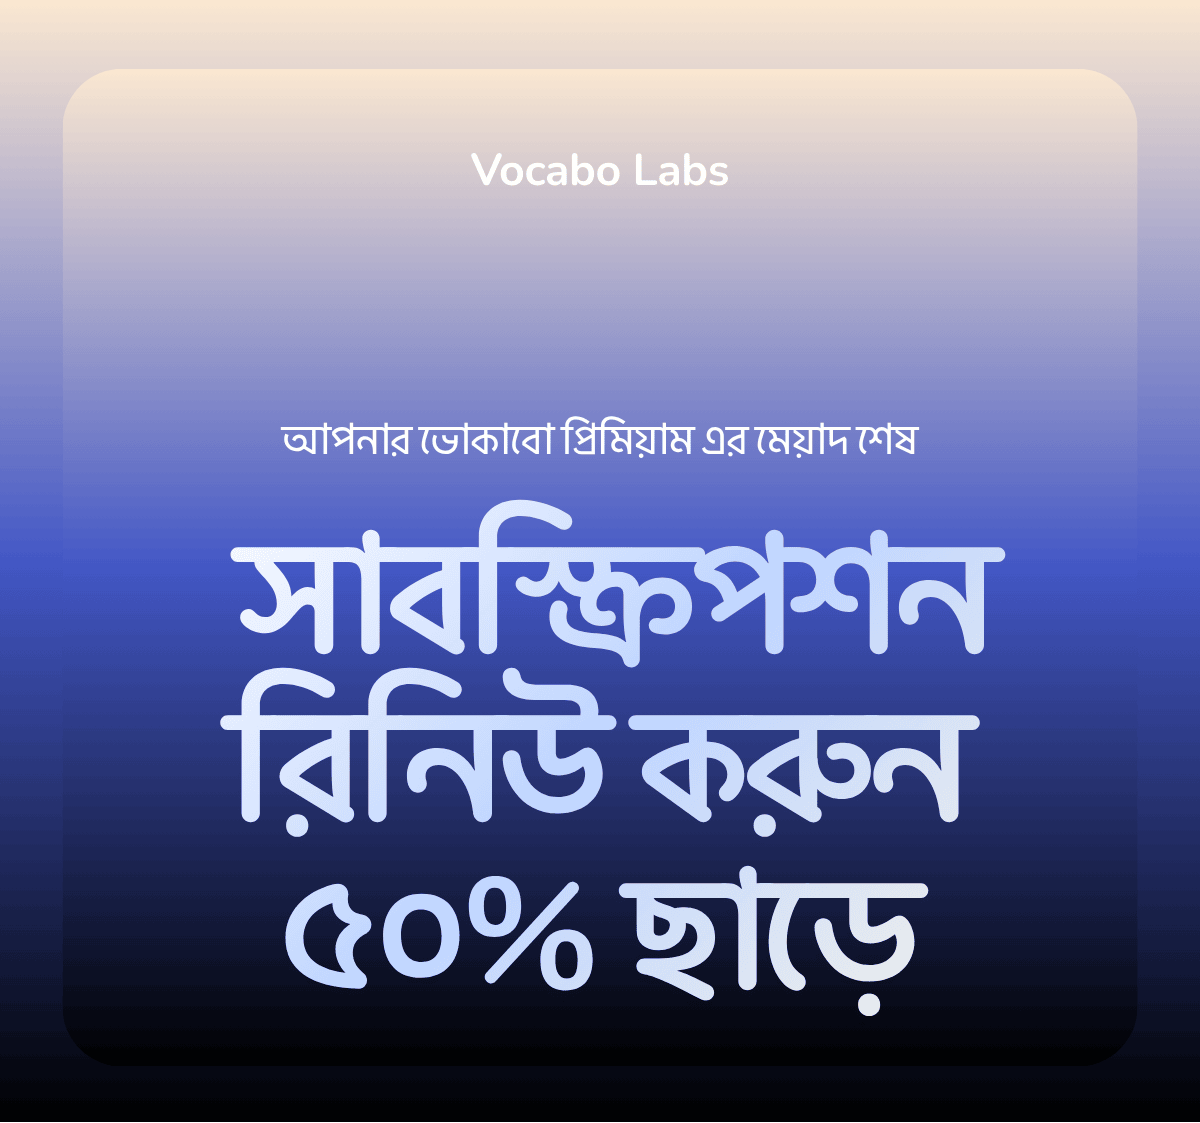 Vocabo Labs
আপনার ভোকাবো প্রিমিয়াম এর মেয়াদ শেষ
সাবস্ক্রিপশন
রিনিউ করুন
৫০% ছাড়ে